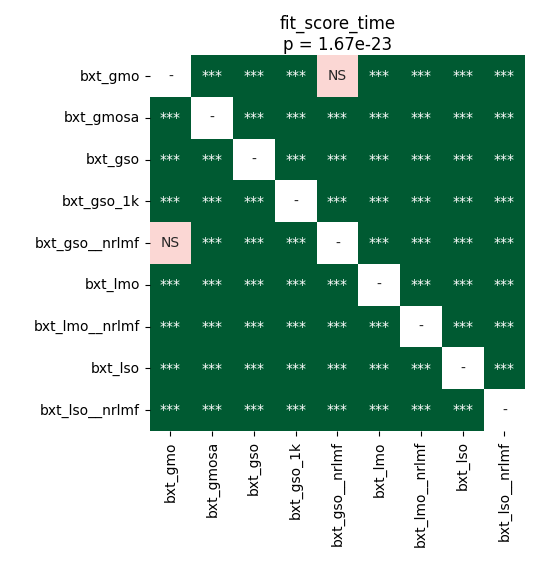 fit_score_time
p = 1.67e-23
bxt_gmo - *** *** *** NS *** *** *** ***
bxt_gmosa *** - *** *** *** *** *** *** ***
bxt_gso *** *** - *** *** *** *** *** ***
bxt_gso_1k *** *** *** - *** *** *** *** ***
bxt_gso__nrlmf NS *** *** *** - *** *** *** ***
bxt_lmo *** *** *** *** *** - *** *** ***
bxt_lmo__nrlmf *** *** *** *** *** *** - *** ***
bxt_lso *** *** *** *** *** *** *** - ***
bxt_lso__nrlmf *** *** *** *** *** *** *** *** -
bxt_gmo
bxt_gmosa
bxt_gso
bxt_gso_1k
bxt_gso__nrlmf
bxt_lmo
bxt_lmo__nrlmf
bxt_lso
bxt_lso__nrlmf